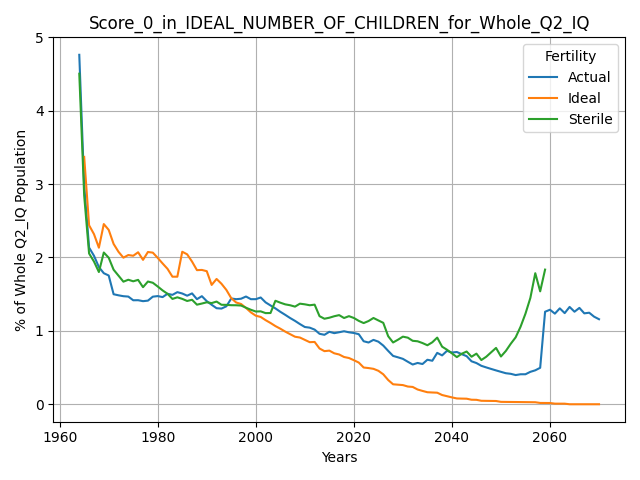 Score_0_in_IDEAL_NUMBER_OF_CHILDREN_for_Whole_Q2_IQ
% of Whole Q2_IQ Population
5
4
3
2
1
0
Fertility
Actual
Ideal
Sterile
1960
1980
2000
2020
2040
2060
Years